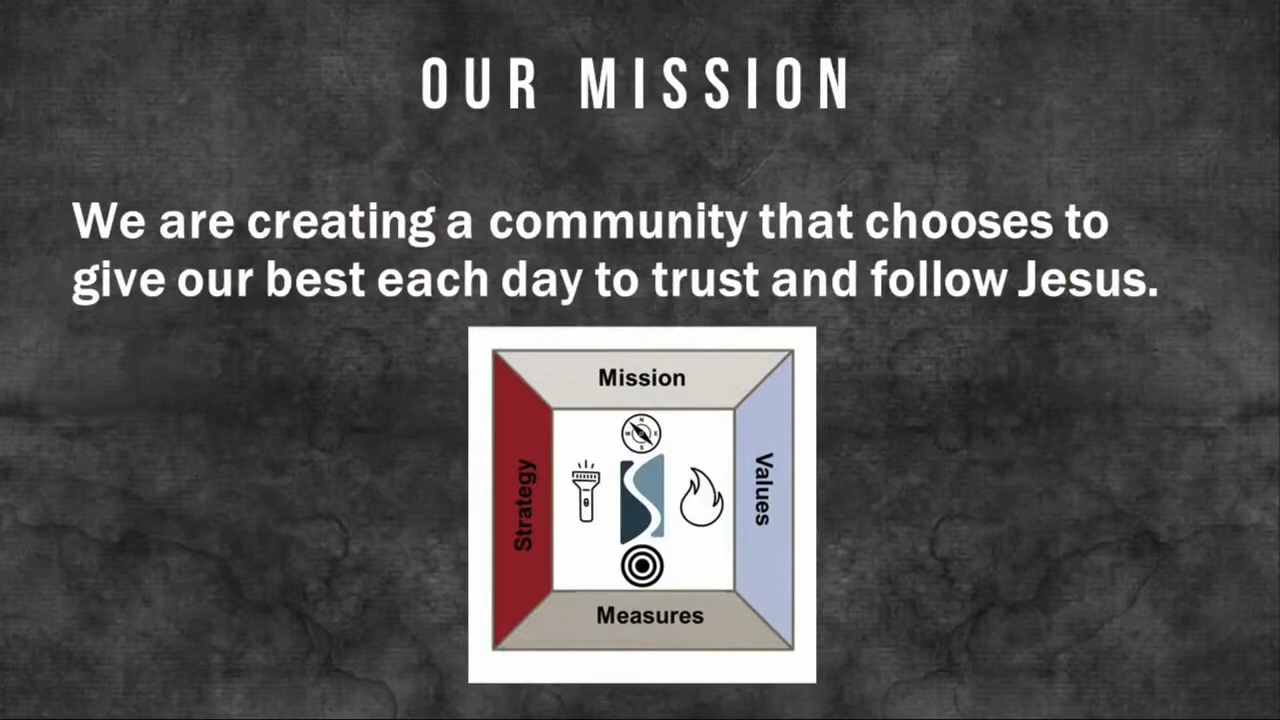 OUR MISSION
We are creating a community that chooses to
give our best each day to trust and follow Jesus.
Mission
N
W E
S
Strategy
Values
Measures